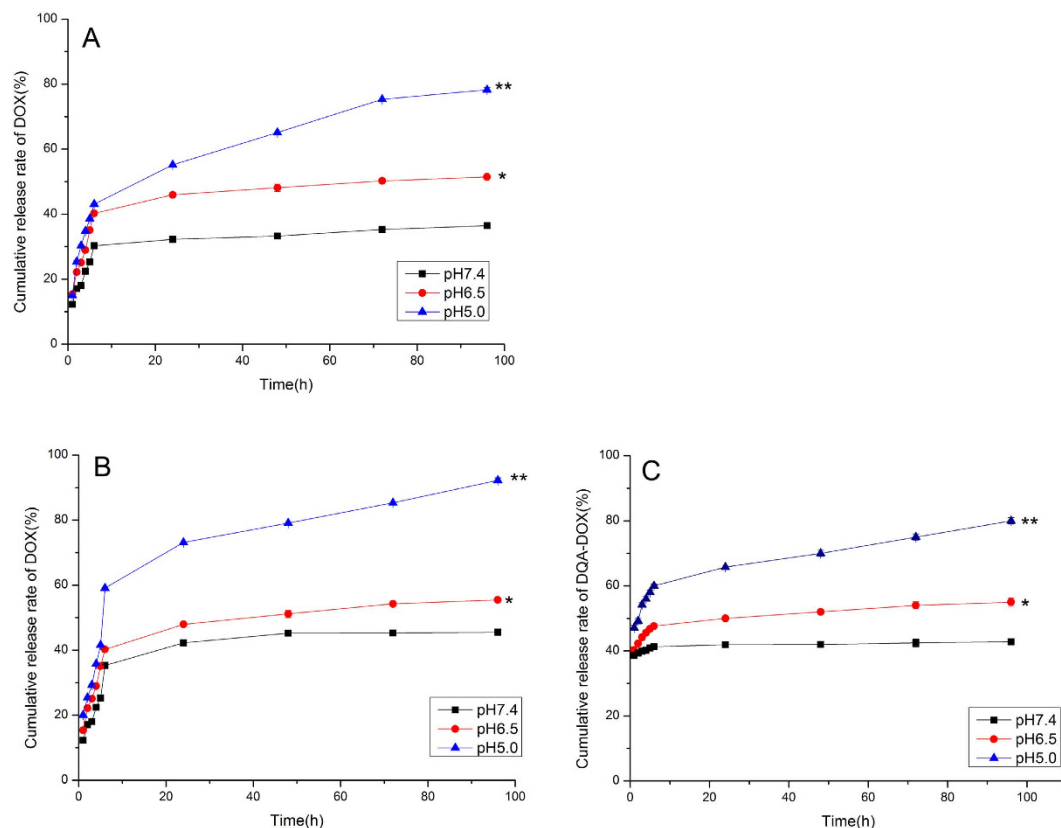 A
Cumulative release rate of DOX(%)
100
80
60
40
20
0
**
*
pH7.4
pH6.5
pH5.0
0 20 40 60 80 100
Time(h)
B
Cumulative release rate of DOX(%)
100
80
60
40
20
0
**
*
pH7.4
pH6.5
pH5.0
0 20 40 60 80 100
Time(h)
C
Cumulative release rate of DQA-DOX(%)
100
80
60
40
20
0
**
*
pH7.4
pH6.5
pH5.0
0 20 40 60 80 100
Time(h)